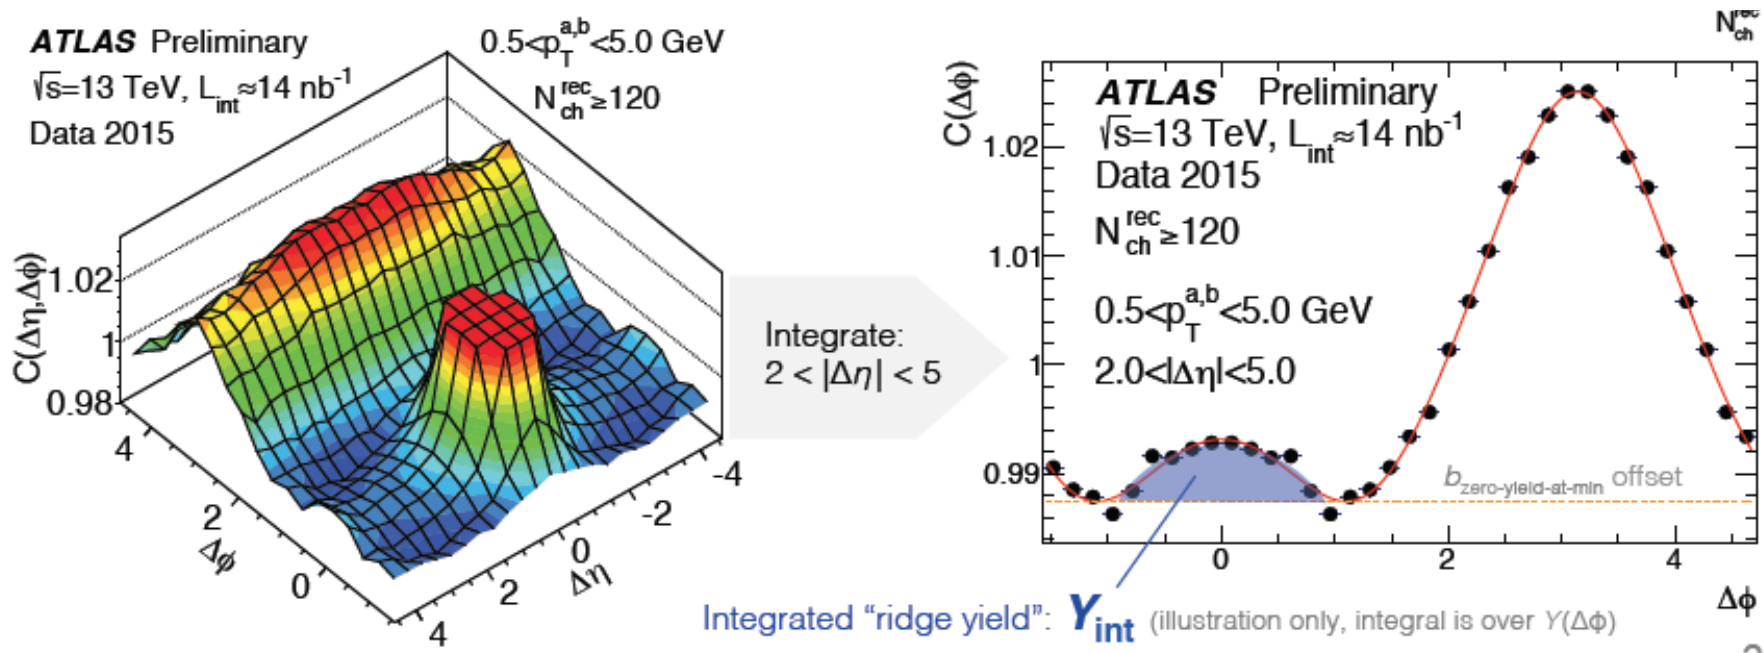 ATLAS Preliminary
√s=13 TeV, L_int≈14 nb⁻¹
Data 2015
0.5<p_T^{a,b}<5.0 GeV
N_ch^rec≥120
C(Δη,Δϕ)
1.02
1
0.98
4
2
0
Δϕ
4
2
0
-2
-4
Δη
Integrate:
2 < |Δη| < 5
N_ch^rec
C(Δϕ)
1.02
1.01
1
0.99
ATLAS Preliminary
√s=13 TeV, L_int≈14 nb⁻¹
Data 2015
N_ch^rec≥120
0.5<p_T^{a,b}<5.0 GeV
2.0<|Δη|<5.0
b_zero-yield-at-min offset
0
2
4
Δϕ
Integrated “ridge yield”: Y_int (illustration only, integral is over Y(Δϕ)